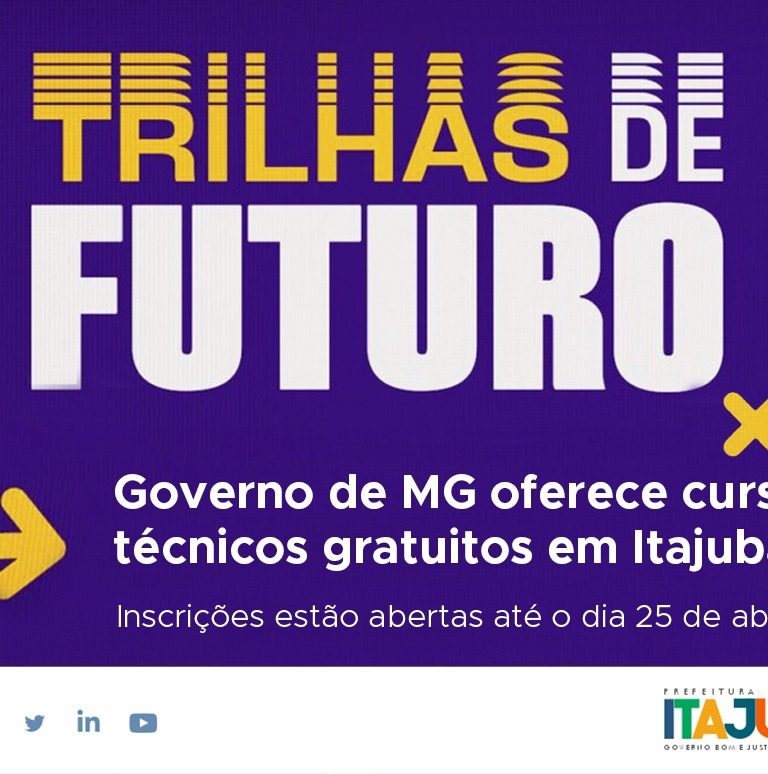 TRILHAS DE
FUTURO
Governo de MG oferece curs
técnicos gratuitos em Itajub
Inscrições estão abertas até o dia 25 de ab
in
PREFEITURA
ITAJU
GOVERNO BOM E JUST